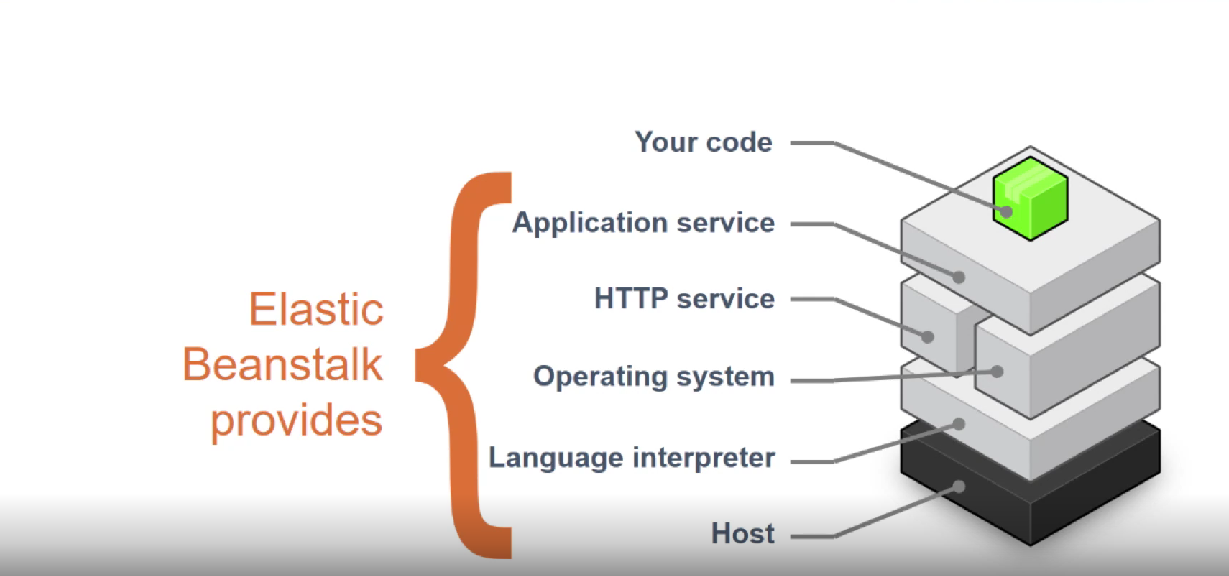 Your code
Application service
HTTP service
Operating system
Language interpreter
Host
Elastic
Beanstalk
provides